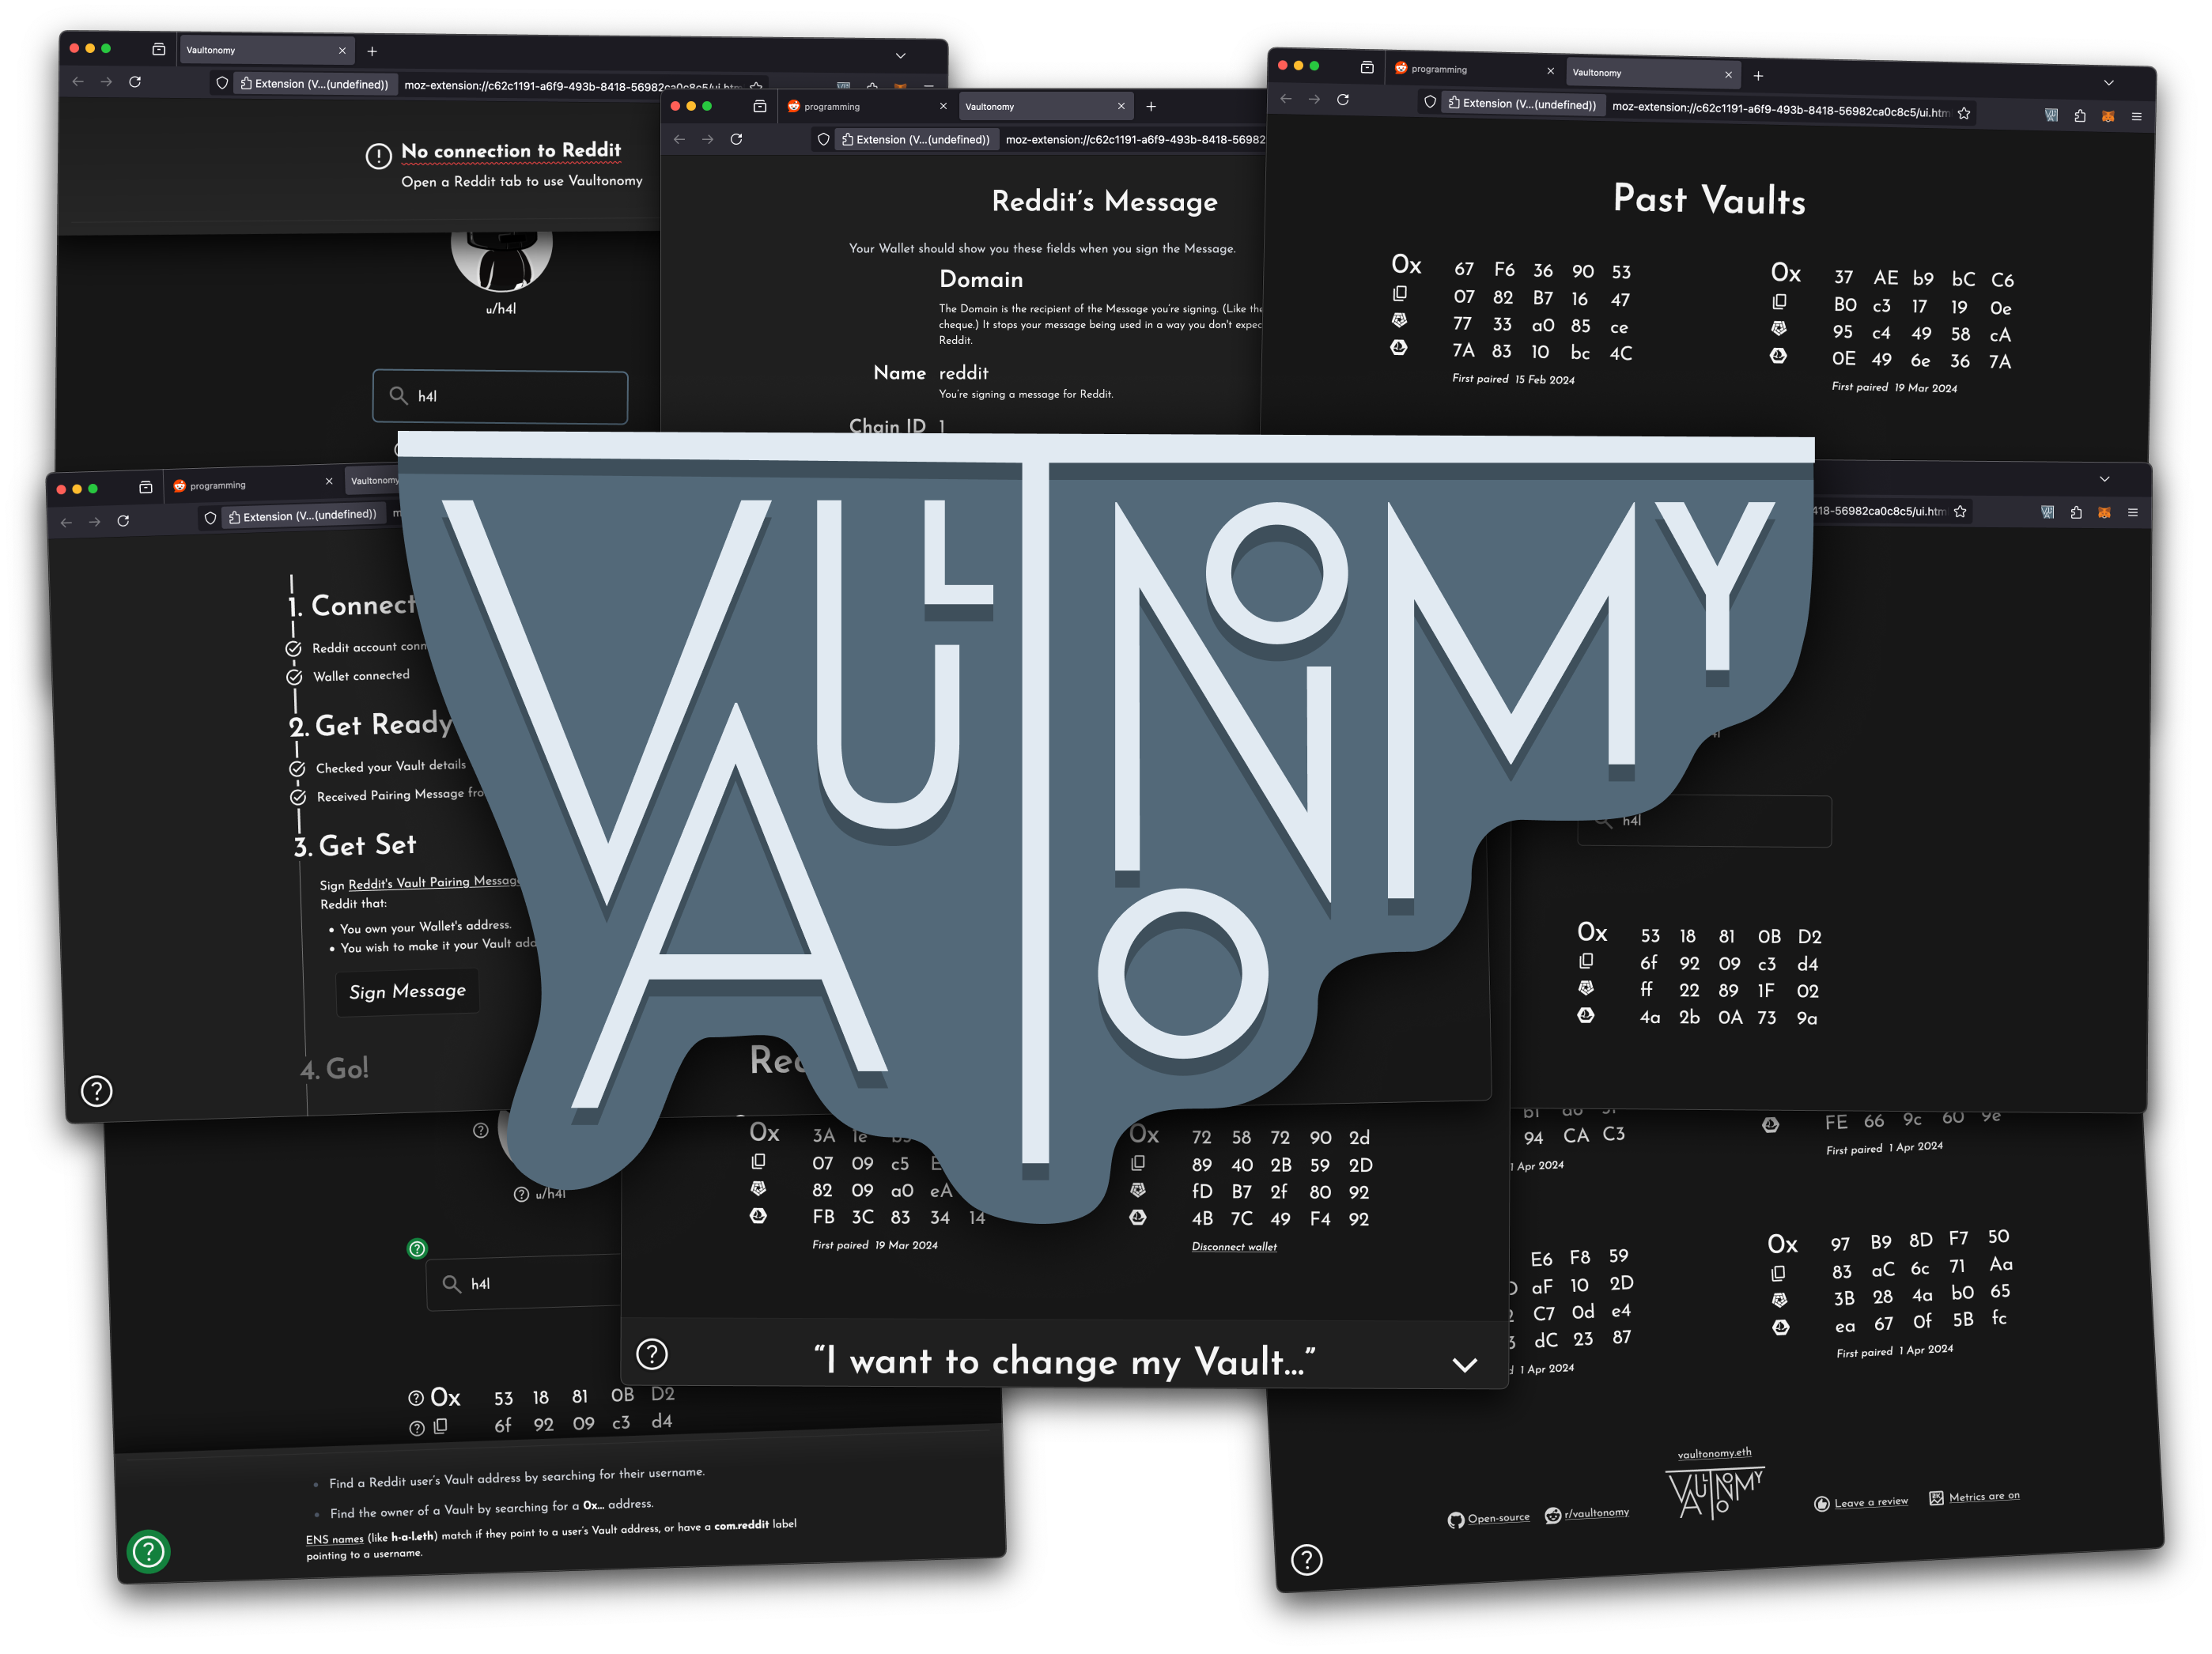 Vaultonomy
Extension (V...(undefined))
moz-extension://c62c1191-a6f9-493b-8418-56982ca0c8c5/ui.htm
No connection to Reddit
Open a Reddit tab to use Vaultonomy
u/h4l
h4l
programming
Vaultonomy
Extension (V...(undefined))
moz-extension://c62c1191-a6f9-493b-8418-56982
Reddit's Message
Your Wallet should show you these fields when you sign the Message.
Domain
The Domain is the recipient of the Message you're signing. (Like the
cheque.) It stops your message being used in a way you don't expec
Reddit.
Name reddit
You're signing a message for Reddit.
Chain ID 1
programming
Vaultonomy
Extension (V...(undefined))
moz-extension://c62c1191-a6f9-493b-8418-56982ca0c8c5/ui.htm
Past Vaults
0x 67 F6 36 90 53
07 82 B7 16 47
77 33 a0 85 ce
7A 83 10 bc 4C
First paired 15 Feb 2024
0x 37 AE b9 bC C6
B0 c3 17 19 0e
95 c4 49 58 cA
0E 49 6e 36 7A
First paired 19 Mar 2024
VAULTONOMY
programming
Vaultonomy
Extension (V...(undefined))
1. Connect
Reddit account conn
Wallet connected
2. Get Ready
Checked your Vault details
Received Pairing Message fro
3. Get Set
Sign Reddit's Vault Pairing Message
Reddit that:
You own your Wallet's address.
You wish to make it your Vault add
Sign Message
4. Go!
418-56982ca0c8c5/ui.htm
h4l
0x 53 18 81 0B D2
6f 92 09 c3 d4
ff 22 89 1F 02
4a 2b 0A 73 9a
u/h4l
h4l
0x 53 18 81 0B D2
6f 92 09 c3 d4
Find a Reddit user's Vault address by searching for their username.
Find the owner of a Vault by searching for a 0x... address.
ENS names (like h-a-l.eth) match if they point to a user's Vault address, or have a com.reddit label
pointing to a username.
Red
0x 3A 1e
07 09 c5
82 09 a0 eA
FB 3C 83 34 14
First paired 19 Mar 2024
0x 72 58 72 90 2d
89 40 2B 59 2D
fD B7 2f 80 92
4B 7C 49 F4 92
Disconnect wallet
“I want to change my Vault...”
94 CA C3
1 Apr 2024
FE 66 9c 60 9e
First paired 1 Apr 2024
E6 F8 59
aF 10 2D
C7 0d e4
dC 23 87
1 Apr 2024
0x 97 B9 8D F7 50
83 aC 6c 71 Aa
3B 28 4a b0 65
ea 67 0f 5B fc
First paired 1 Apr 2024
vaultonomy.eth
VAULTONOMY
Open-source
r/vaultonomy
Leave a review
Metrics are on